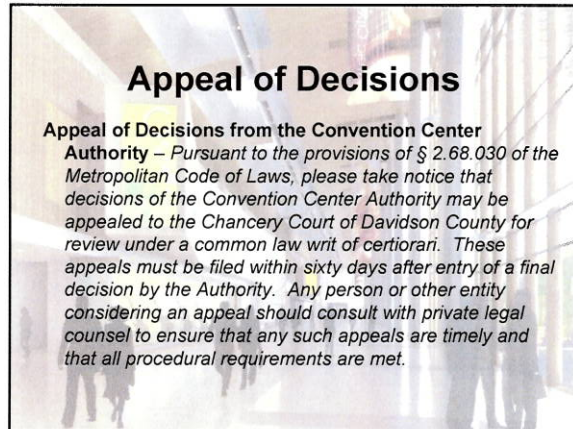 Appeal of Decisions
Appeal of Decisions from the Convention Center
Authority – Pursuant to the provisions of § 2.68.030 of the
Metropolitan Code of Laws, please take notice that
decisions of the Convention Center Authority may be
appealed to the Chancery Court of Davidson County for
review under a common law writ of certiorari. These
appeals must be filed within sixty days after entry of a final
decision by the Authority. Any person or other entity
considering an appeal should consult with private legal
counsel to ensure that any such appeals are timely and
that all procedural requirements are met.